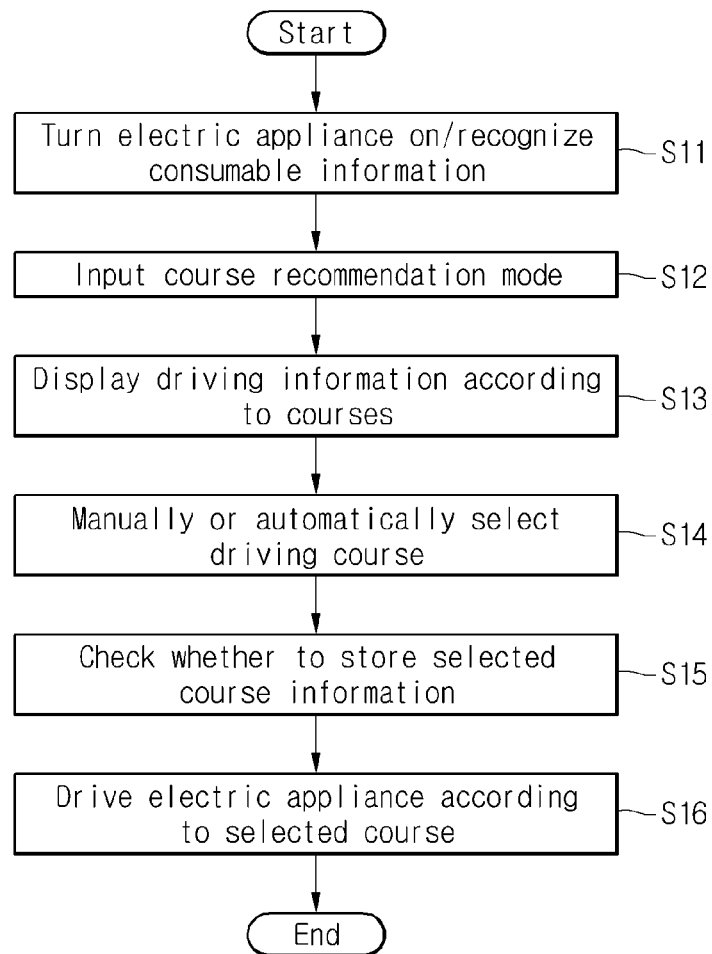 Start
Turn electric appliance on/recognize
consumable information
S11
Input course recommendation mode
S12
Display driving information according
to courses
S13
Manually or automatically select
driving course
S14
Check whether to store selected
course information
S15
Drive electric appliance according
to selected course
S16
End